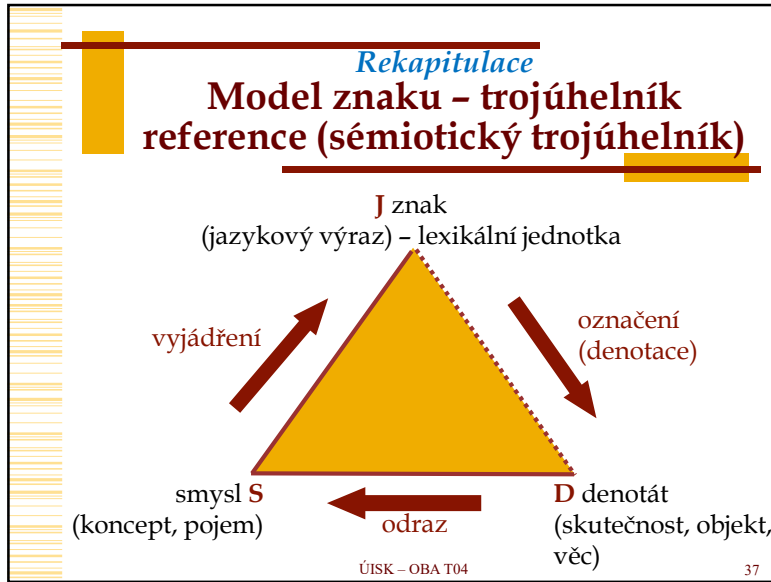 Rekapitulace
Model znaku – trojúhelník
reference (sémiotický trojúhelník)
J znak
(jazykový výraz) – lexikální jednotka
vyjádření
označení
(denotace)
smysl S
(koncept, pojem)
odraz
D denotát
(skutečnost, objekt,
věc)
ÚISK – OBA T04
37